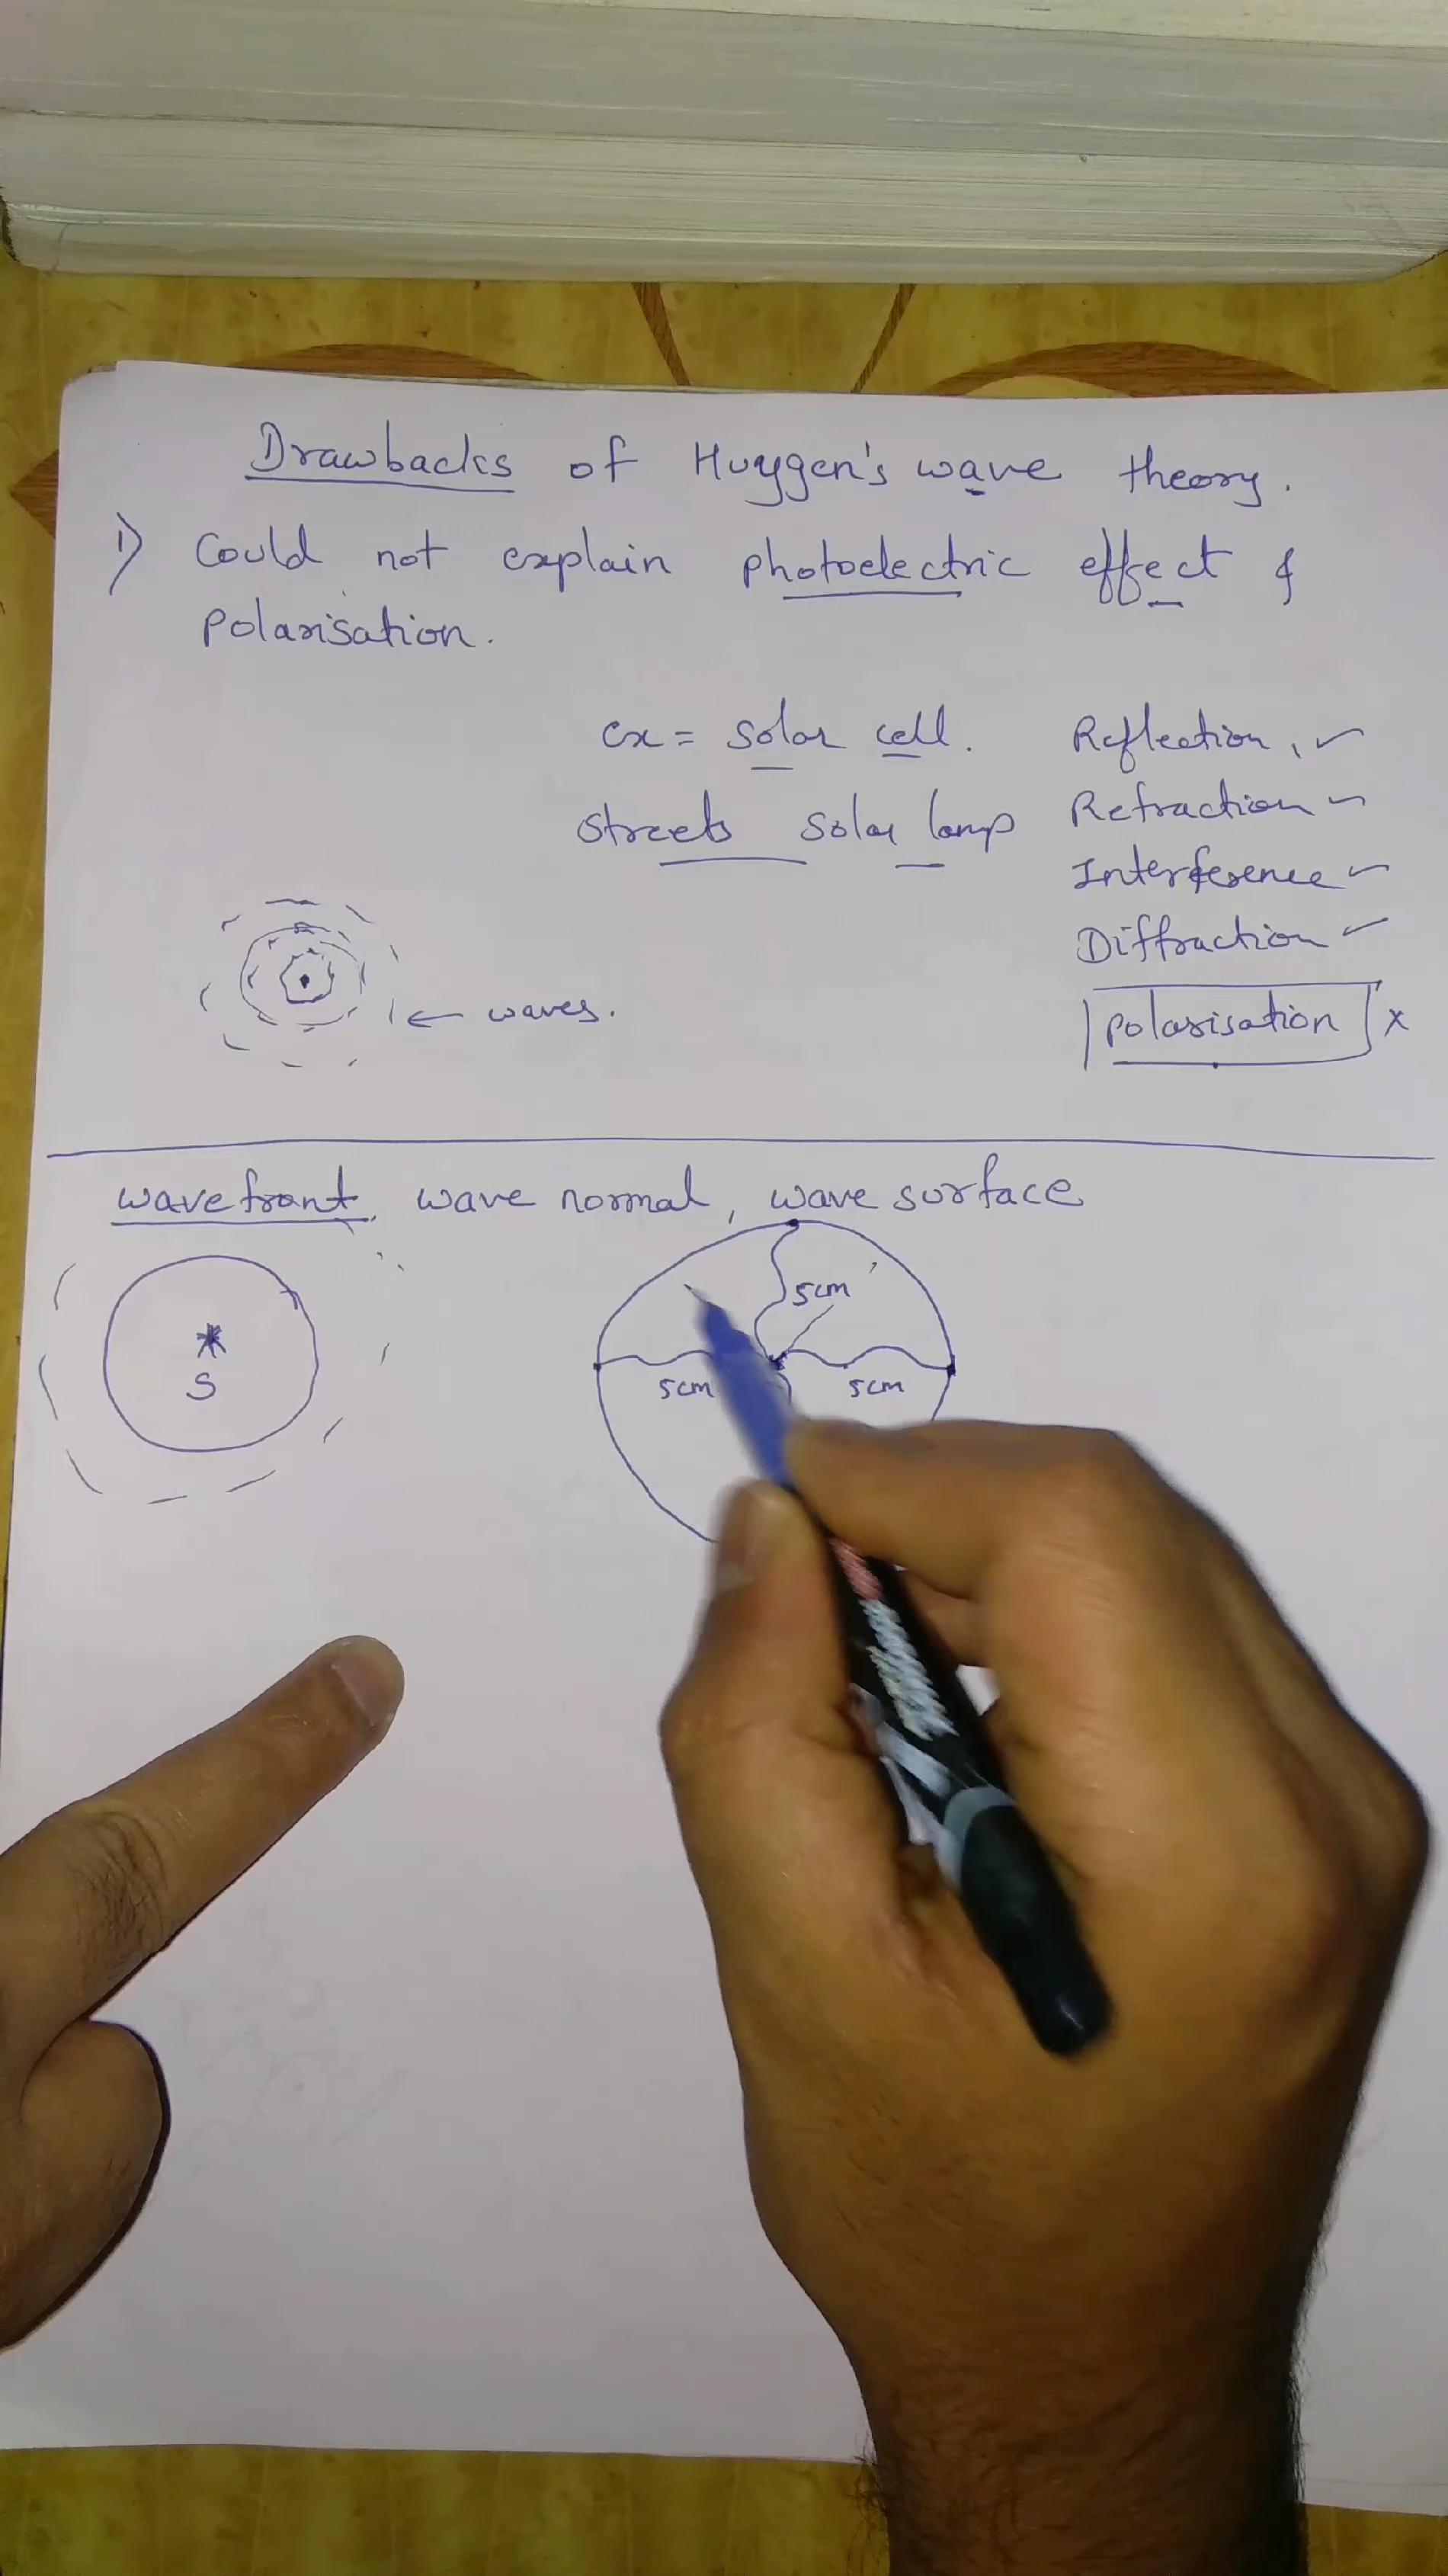 Drawbacks of Huygen's wave theory.
1) Could not explain photoelectric effect &
polarisation.
ex = solar cell.
streets solar lamp
Reflection, ✓
Refraction ✓
Interference ✓
Diffraction ✓
polarisation x
← waves.
wavefront, wave normal, wave surface
S
5cm
5cm
5cm